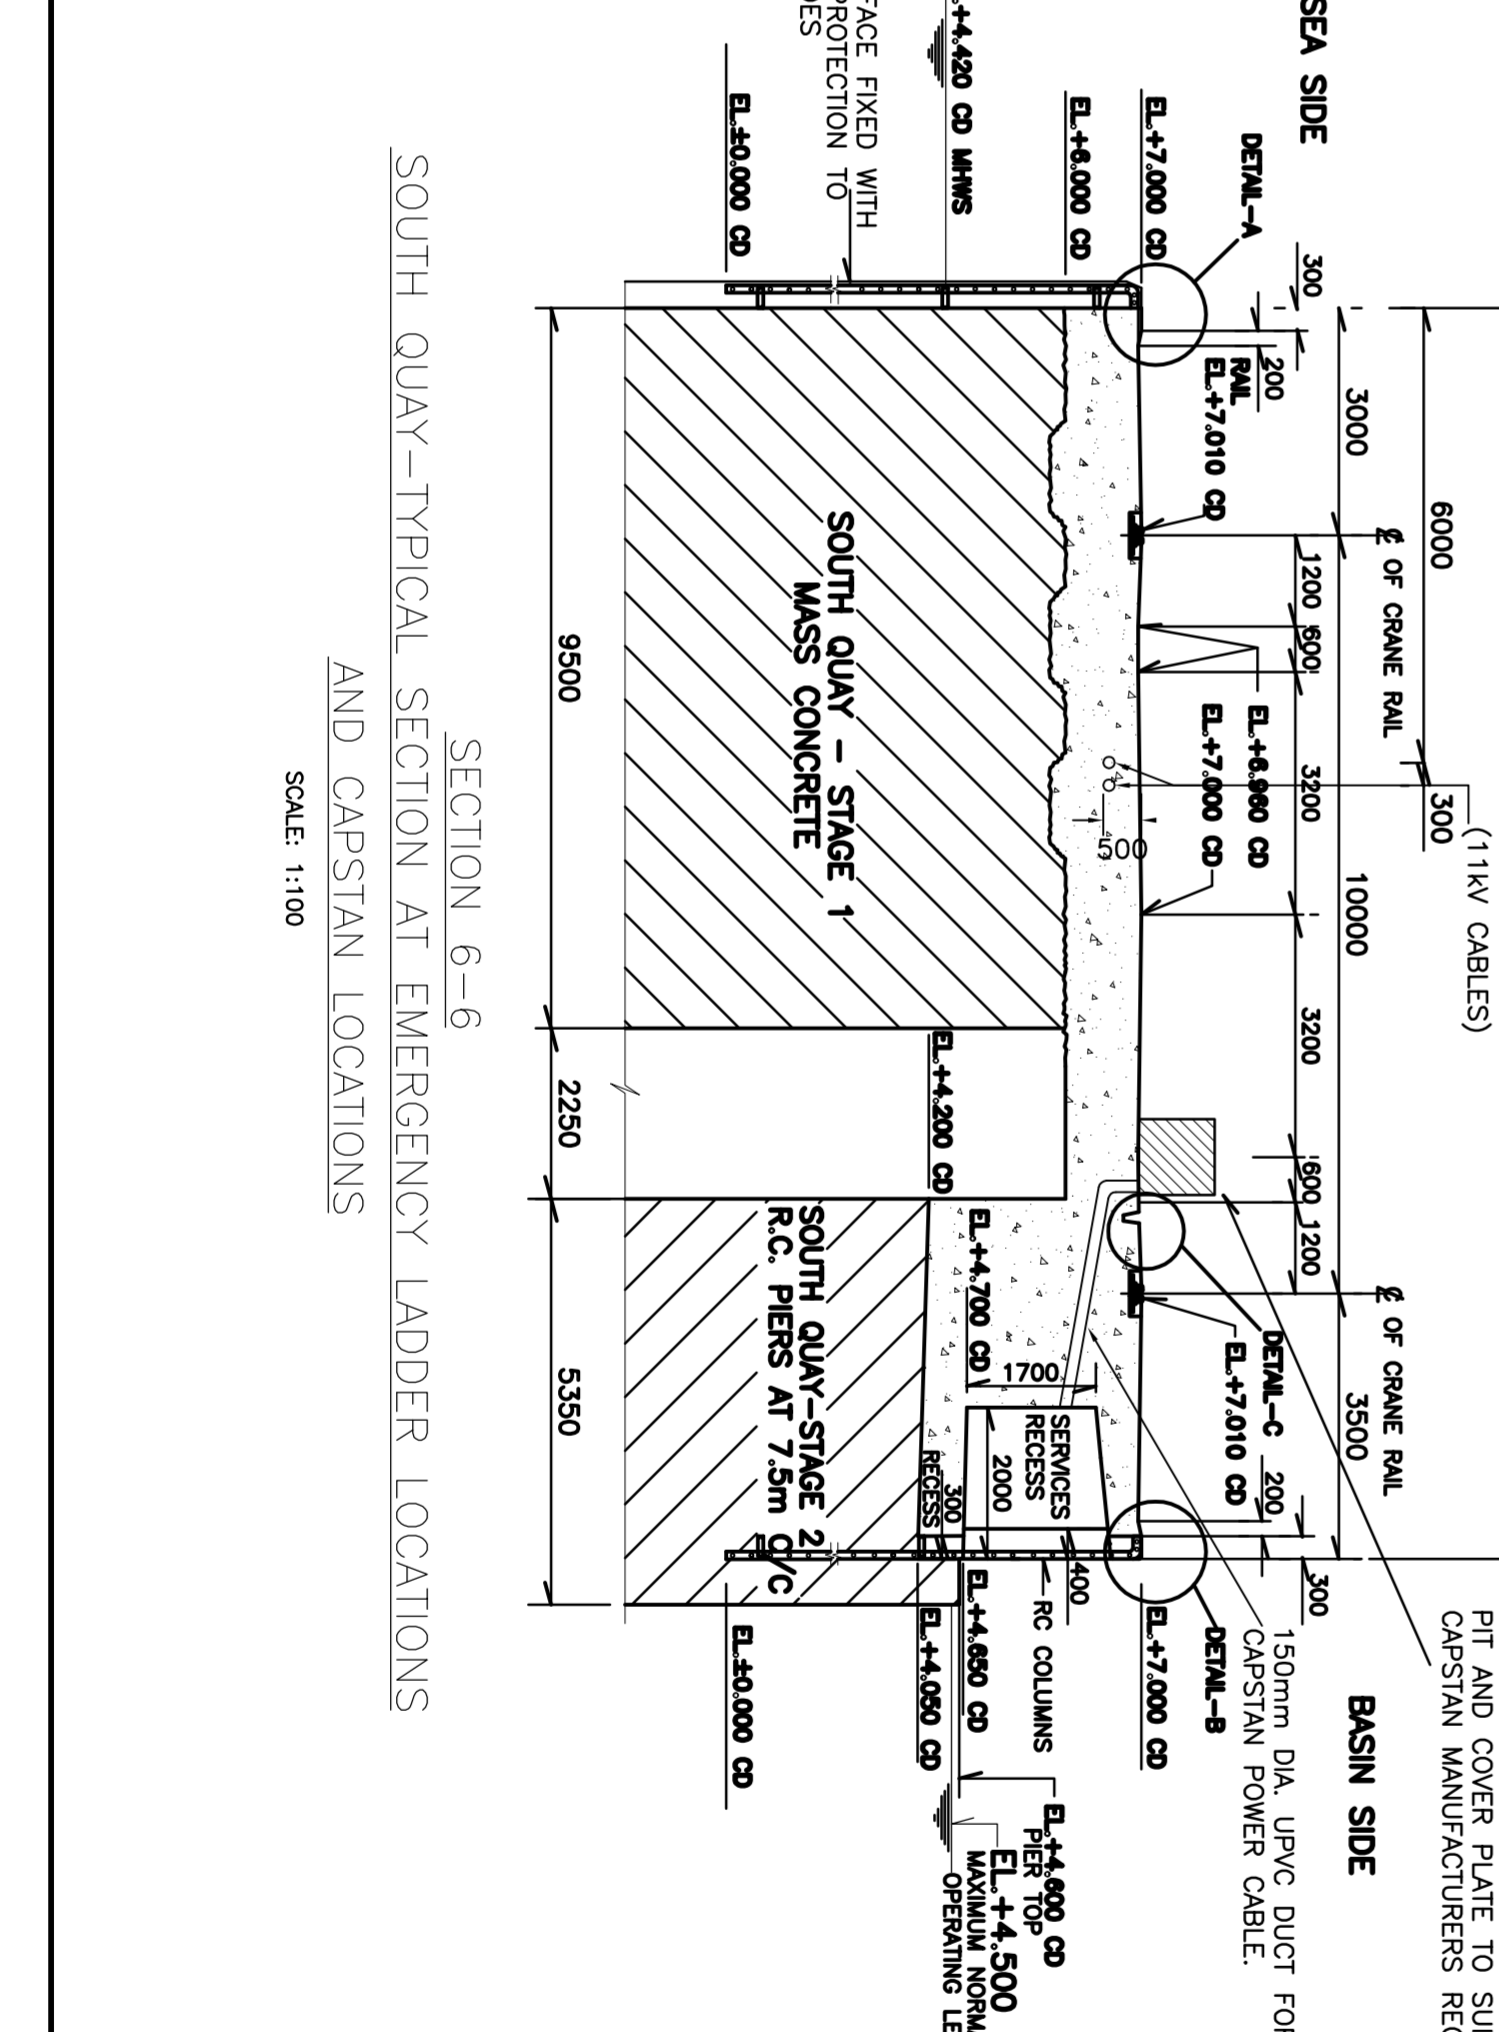 PIT AND COVER PLATE TO
CAPSTAN MANUFACTURERS
(11kV CABLES)
6000
300
SEA SIDE
BASIN SIDE
℄ OF CRANE RAIL
℄ OF CRANE RAIL
3000
10000
3500
300
1200
600
3200
3200
600
1200
300
DETAIL-A
200
RAIL
EL.+7.010 CD
EL.+6.960 CD
EL.+7.000 CD
DETAIL-C
EL.+7.010 CD
200
150mm DIA. UPVC DUCT FOR
CAPSTAN POWER CABLE.
DETAIL-B
EL.+7.000 CD
EL.+7.000 CD
500
EL.+6.000 CD
1700
SERVICES
RECESS
2000
400
RC COLUMNS
EL.+4.600 CD
PIER TOP
EL.+4.500
MAXIMUM
OPERATING
+4.420 CD MHWS
EL.+4.200 CD
EL.+4.700 CD
300
RECESS
EL.+4.650 CD
EL.+4.050 CD
FACE FIXED WITH
PROTECTION TO
SOUTH QUAY - STAGE 1
MASS CONCRETE
SOUTH QUAY-STAGE 2
R.C. PIERS AT 7.5m C/C
EL.±0.000 CD
EL.±0.000 CD
9500
2250
5350
SECTION 6-6
SOUTH QUAY-TYPICAL SECTION AT EMERGENCY LADDER LOCATIONS
AND CAPSTAN LOCATIONS
SCALE: 1:100